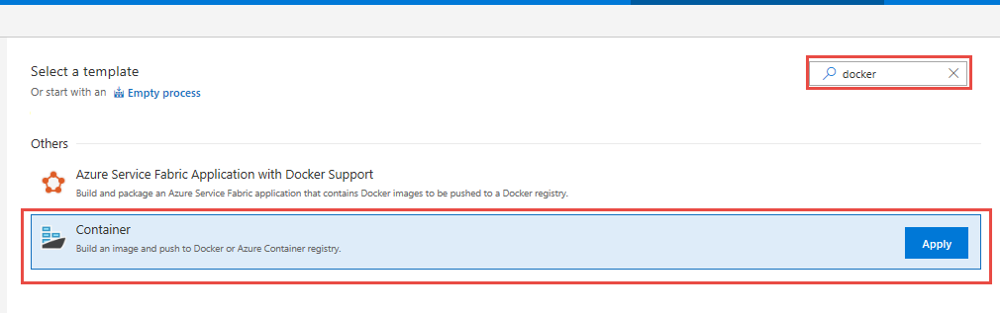 Select a template
docker
Or start with an Empty process
Others
Azure Service Fabric Application with Docker Support
Build and package an Azure Service Fabric application that contains Docker images to be pushed to a Docker registry.
Container
Build an image and push to Docker or Azure Container registry.
Apply